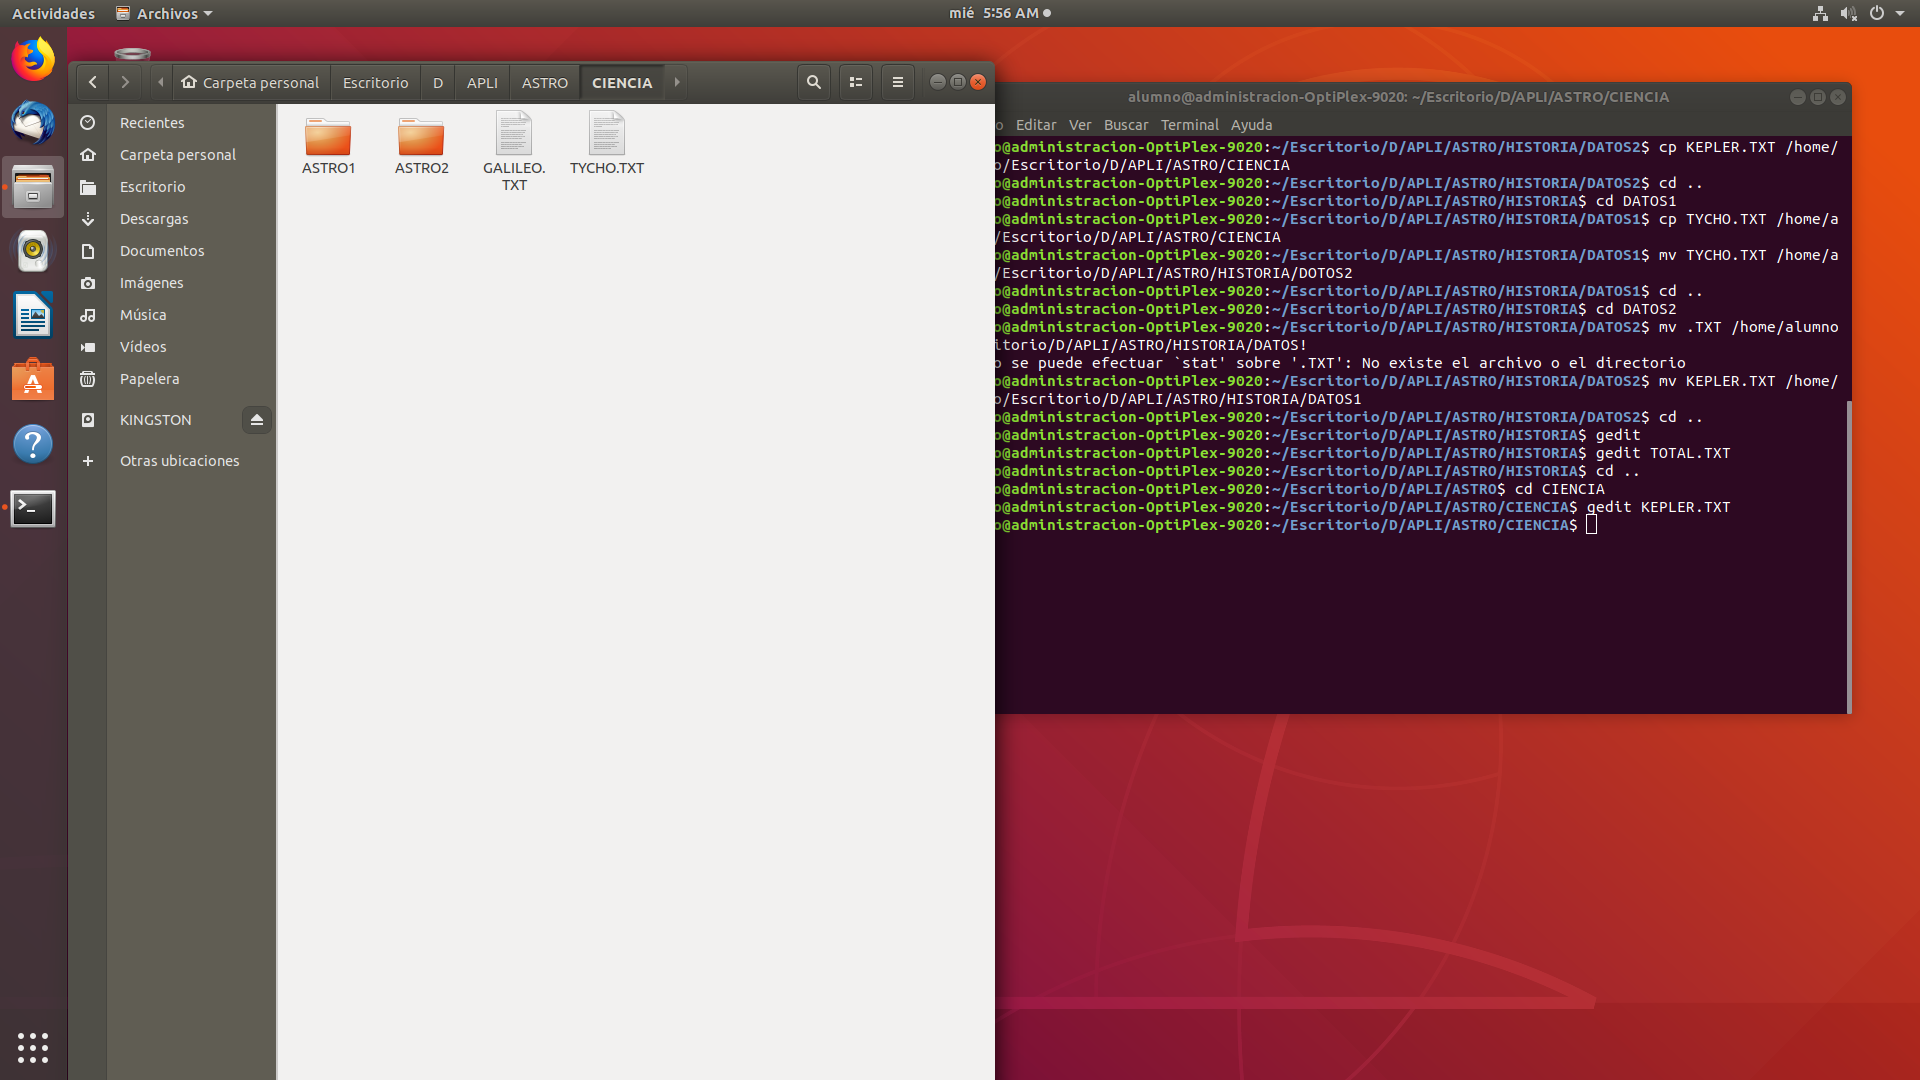 Actividades
Archivos
mié 5:56 AM
Carpeta personal
Escritorio
D
APLI
ASTRO
CIENCIA
Recientes
Carpeta personal
Escritorio
Descargas
Documentos
Imágenes
Música
Vídeos
Papelera
KINGSTON
Otras ubicaciones
ASTRO1
ASTRO2
GALILEO.
TXT
TYCHO.TXT
alumno@administracion-OptiPlex-9020: ~/Escritorio/D/APLI/ASTRO/CIENCIA
o Editar Ver Buscar Terminal Ayuda
o@administracion-OptiPlex-9020:~/Escritorio/D/APLI/ASTRO/HISTORIA/DATOS2$ cp KEPLER.TXT /home/
o/Escritorio/D/APLI/ASTRO/CIENCIA
o@administracion-OptiPlex-9020:~/Escritorio/D/APLI/ASTRO/HISTORIA/DATOS2$ cd ..
o@administracion-OptiPlex-9020:~/Escritorio/D/APLI/ASTRO/HISTORIA$ cd DATOS1
o@administracion-OptiPlex-9020:~/Escritorio/D/APLI/ASTRO/HISTORIA/DATOS1$ cp TYCHO.TXT /home/a
/Escritorio/D/APLI/ASTRO/CIENCIA
o@administracion-OptiPlex-9020:~/Escritorio/D/APLI/ASTRO/HISTORIA/DATOS1$ mv TYCHO.TXT /home/a
/Escritorio/D/APLI/ASTRO/HISTORIA/DOTOS2
o@administracion-OptiPlex-9020:~/Escritorio/D/APLI/ASTRO/HISTORIA/DATOS1$ cd ..
o@administracion-OptiPlex-9020:~/Escritorio/D/APLI/ASTRO/HISTORIA$ cd DATOS2
o@administracion-OptiPlex-9020:~/Escritorio/D/APLI/ASTRO/HISTORIA/DATOS2$ mv .TXT /home/alumno
itorio/D/APLI/ASTRO/HISTORIA/DATOS!
o se puede efectuar `stat' sobre '.TXT': No existe el archivo o el directorio
o@administracion-OptiPlex-9020:~/Escritorio/D/APLI/ASTRO/HISTORIA/DATOS2$ mv KEPLER.TXT /home/
o/Escritorio/D/APLI/ASTRO/HISTORIA/DATOS1
o@administracion-OptiPlex-9020:~/Escritorio/D/APLI/ASTRO/HISTORIA/DATOS2$ cd ..
o@administracion-OptiPlex-9020:~/Escritorio/D/APLI/ASTRO/HISTORIA$ gedit
o@administracion-OptiPlex-9020:~/Escritorio/D/APLI/ASTRO/HISTORIA$ gedit TOTAL.TXT
o@administracion-OptiPlex-9020:~/Escritorio/D/APLI/ASTRO/HISTORIA$ cd ..
o@administracion-OptiPlex-9020:~/Escritorio/D/APLI/ASTRO$ cd CIENCIA
o@administracion-OptiPlex-9020:~/Escritorio/D/APLI/ASTRO/CIENCIA$ gedit KEPLER.TXT
o@administracion-OptiPlex-9020:~/Escritorio/D/APLI/ASTRO/CIENCIA$